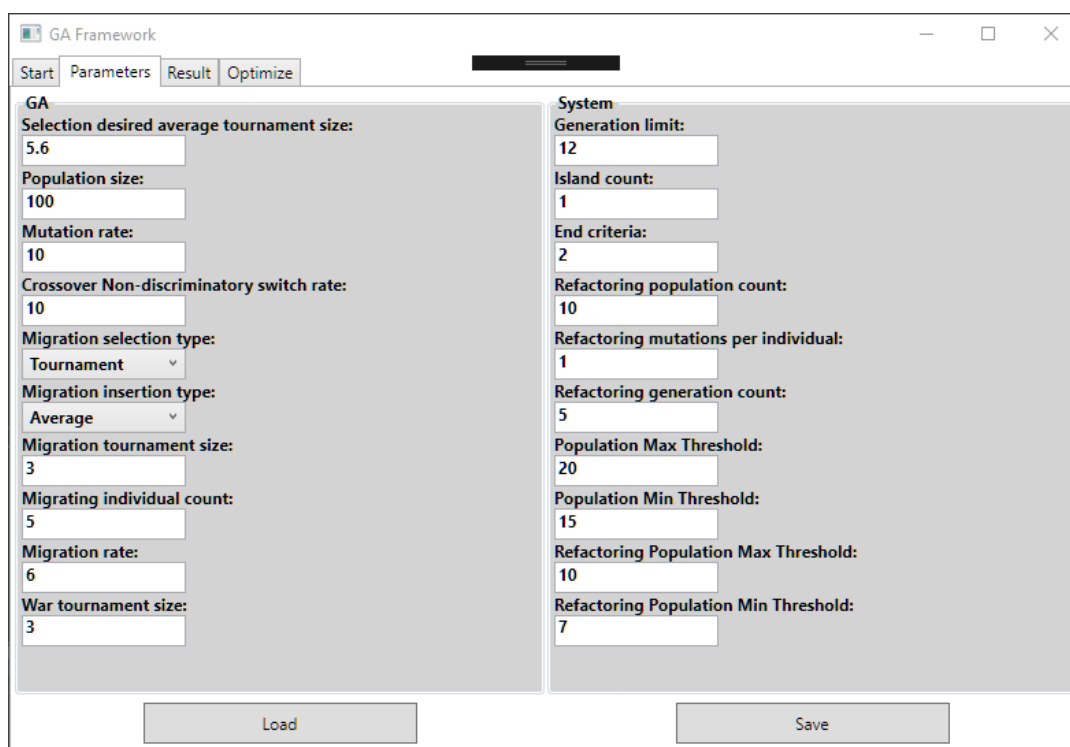 GA Framework
Start Parameters Result Optimize
GA
Selection desired average tournament size:
5.6
Population size:
100
Mutation rate:
10
Crossover Non-discriminatory switch rate:
10
Migration selection type:
Tournament
Migration insertion type:
Average
Migration tournament size:
3
Migrating individual count:
5
Migration rate:
6
War tournament size:
3
System
Generation limit:
12
Island count:
1
End criteria:
2
Refactoring population count:
10
Refactoring mutations per individual:
1
Refactoring generation count:
5
Population Max Threshold:
20
Population Min Threshold:
15
Refactoring Population Max Threshold:
10
Refactoring Population Min Threshold:
7
Load
Save